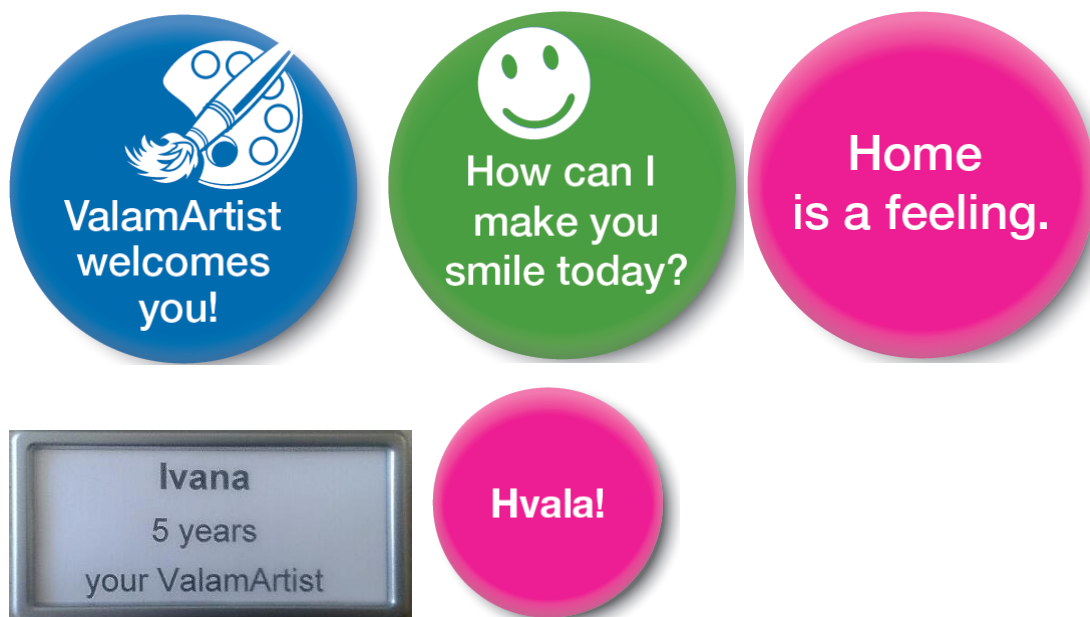 ValamArtist
welcomes
you!
How can I
make you
smile today?
Home
is a feeling.
Ivana
5 years
your ValamArtist
Hvala!